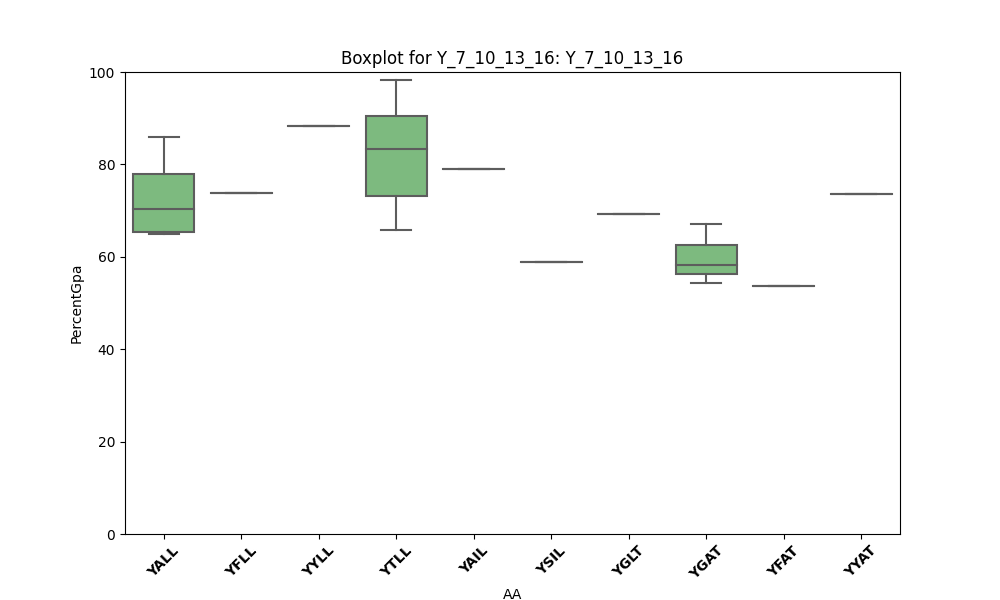 Boxplot for Y_7_10_13_16: Y_7_10_13_16
PercentGpa
100
80
60
40
20
0
YALL YFLL YYLL YTLL YAIL YSIL YGLT YGAT YFAT YYAT
AA